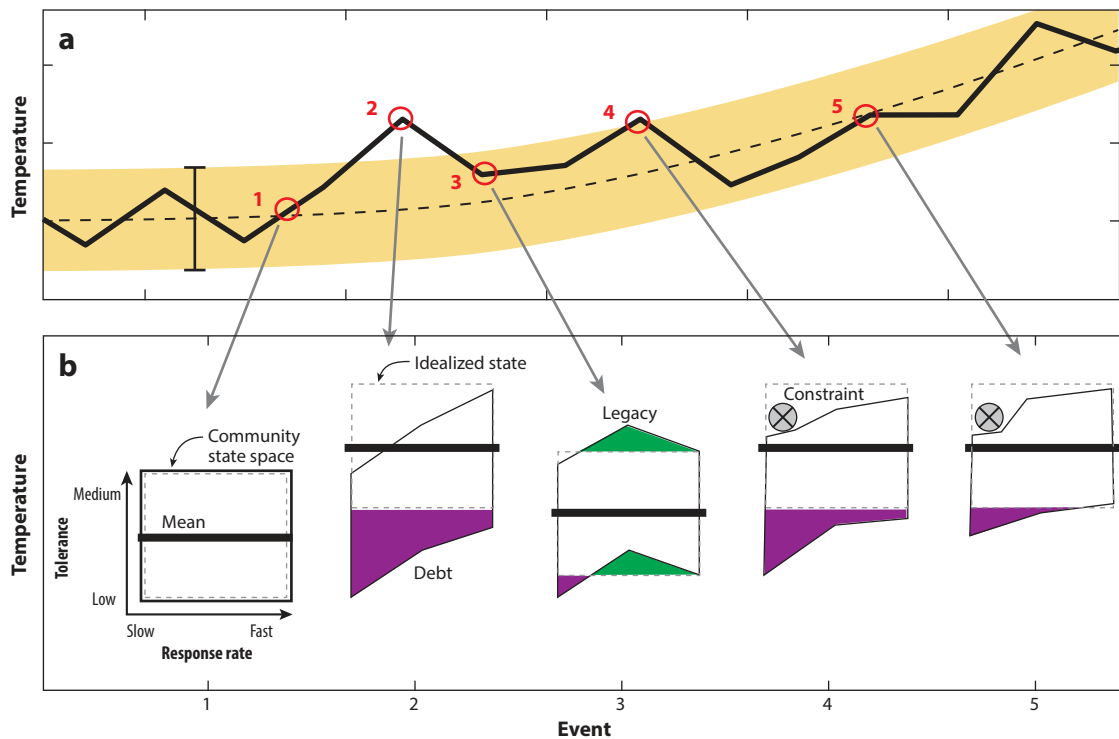 a
Temperature
1
2
3
4
5
b
Temperature
Idealized state
Community
state space
Medium
Mean
Tolerance
Low
Slow
Fast
Response rate
Debt
Legacy
Constraint
1
2
3
4
5
Event